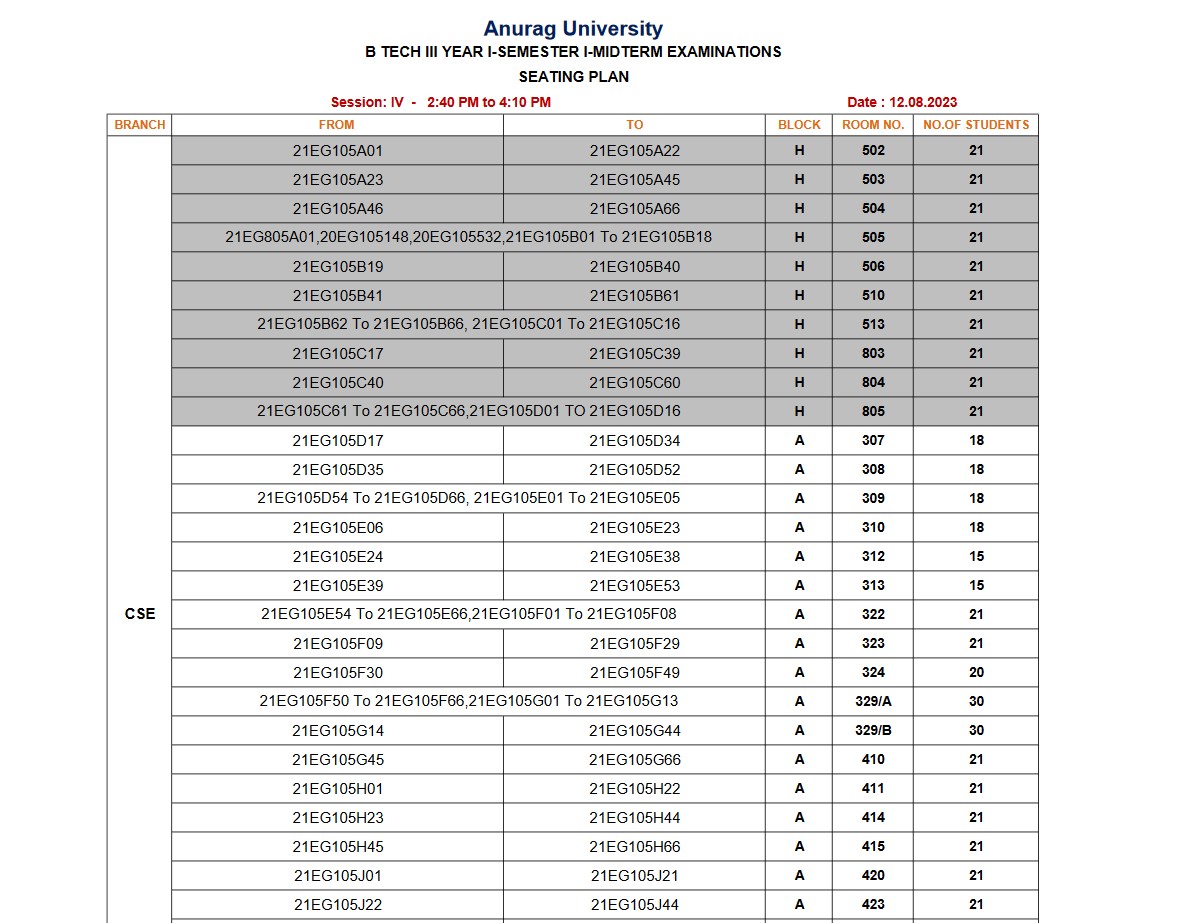 Anurag University
B TECH III YEAR I-SEMESTER I-MIDTERM EXAMINATIONS
SEATING PLAN
Session: IV - 2:40 PM to 4:10 PM Date : 12.08.2023
BRANCH FROM TO BLOCK ROOM NO. NO.OF STUDENTS
21EG105A01 21EG105A22 H 502 21
21EG105A23 21EG105A45 H 503 21
21EG105A46 21EG105A66 H 504 21
21EG805A01,20EG105148,20EG105532,21EG105B01 To 21EG105B18 H 505 21
21EG105B19 21EG105B40 H 506 21
21EG105B41 21EG105B61 H 510 21
21EG105B62 To 21EG105B66, 21EG105C01 To 21EG105C16 H 513 21
21EG105C17 21EG105C39 H 803 21
21EG105C40 21EG105C60 H 804 21
21EG105C61 To 21EG105C66,21EG105D01 TO 21EG105D16 H 805 21
21EG105D17 21EG105D34 A 307 18
21EG105D35 21EG105D52 A 308 18
21EG105D54 To 21EG105D66, 21EG105E01 To 21EG105E05 A 309 18
21EG105E06 21EG105E23 A 310 18
21EG105E24 21EG105E38 A 312 15
21EG105E39 21EG105E53 A 313 15
CSE 21EG105E54 To 21EG105E66,21EG105F01 To 21EG105F08 A 322 21
21EG105F09 21EG105F29 A 323 21
21EG105F30 21EG105F49 A 324 20
21EG105F50 To 21EG105F66,21EG105G01 To 21EG105G13 A 329/A 30
21EG105G14 21EG105G44 A 329/B 30
21EG105G45 21EG105G66 A 410 21
21EG105H01 21EG105H22 A 411 21
21EG105H23 21EG105H44 A 414 21
21EG105H45 21EG105H66 A 415 21
21EG105J01 21EG105J21 A 420 21
21EG105J22 21EG105J44 A 423 21